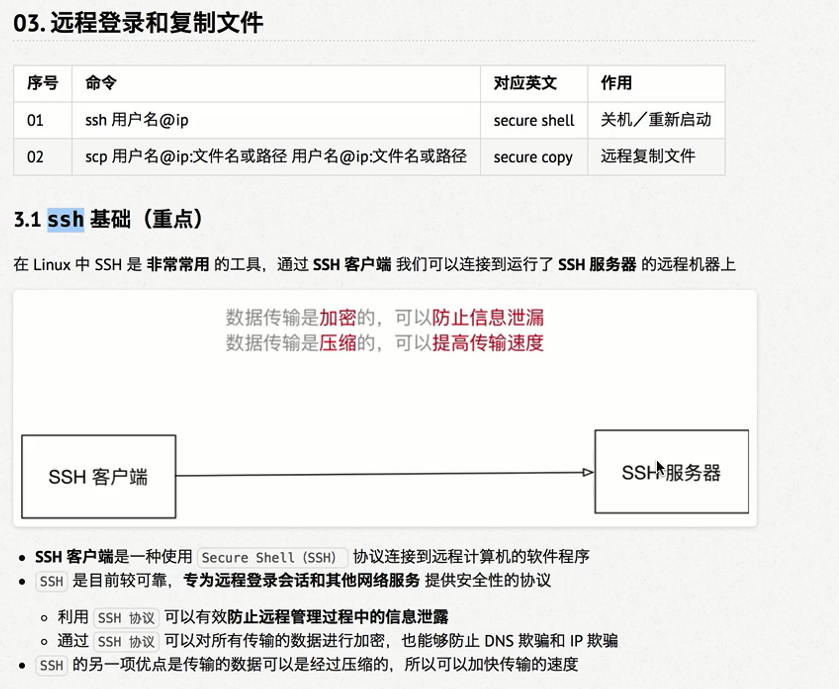 03. 远程登录和复制文件
序号 命令 对应英文 作用
01 ssh 用户名@ip secure shell 关机／重新启动
02 scp 用户名@ip:文件名或路径 用户名@ip:文件名或路径 secure copy 远程复制文件
3.1 ssh 基础（重点）
在 Linux 中 SSH 是 非常常用 的工具，通过 SSH 客户端 我们可以连接到运行了 SSH 服务器 的远程机器上
数据传输是加密的，可以防止信息泄漏
数据传输是压缩的，可以提高传输速度
SSH 客户端 SSH 服务器
SSH 客户端是一种使用 Secure Shell（SSH） 协议连接到远程计算机的软件程序
SSH 是目前较可靠，专为远程登录会话和其他网络服务 提供安全性的协议
利用 SSH 协议 可以有效防止远程管理过程中的信息泄露
通过 SSH 协议 可以对所有传输的数据进行加密，也能够防止 DNS 欺骗和 IP 欺骗
SSH 的另一项优点是传输的数据可以是经过压缩的，所以可以加快传输的速度